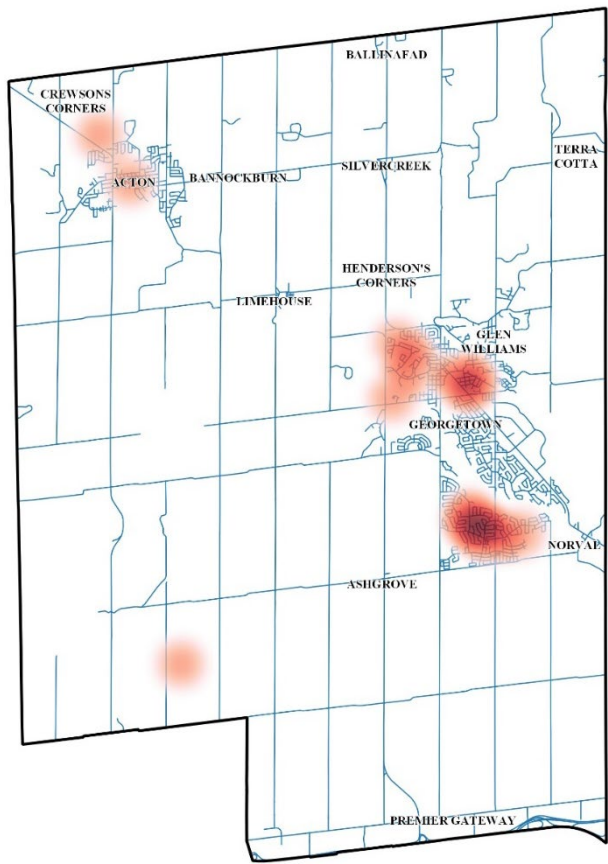 BALLINAFAD
CREWSONS
CORNERS
TERRA
COTTA
SILVERCREEK
BANNOCKBURN
ACTON
HENDERSON'S
CORNERS
LIMEHOUSE
GLEN
WILLIAMS
GEORGETOWN
NORVAL
ASHGROVE
PREMIER GATEWAY